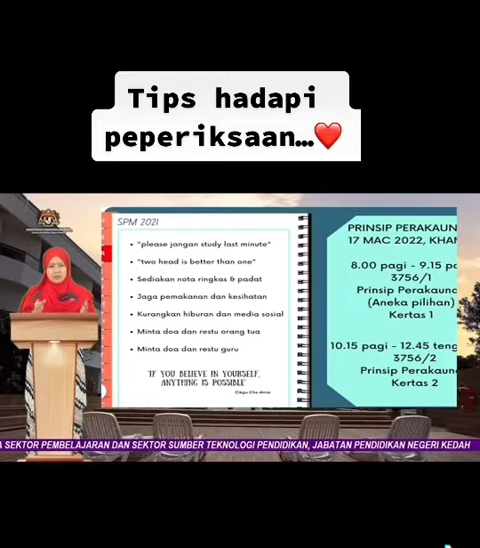 Tips hadapi
peperiksaan...❤️
SPM 2021
• "please jangan study last minute"
• "two head is better than one"
• Sediakan nota ringkas & padat
• Jaga pemakanan dan kesihatan
• Kurangkan hiburan dan media sosial
• Minta doa dan restu orang tua
• Minta doa dan restu guru
"IF YOU BELIEVE IN YOURSELF,
ANYTHING IS POSSIBLE"
PRINSIP PERAKAUN
17 MAC 2022, KHAM
8.00 pagi - 9.15 pa
3756/1
Prinsip Perakauna
(Aneka pilihan)
Kertas 1
10.15 pagi - 12.45 teng
3756/2
Prinsip Perakaun
Kertas 2
SEKTOR PEMBELAJARAN DAN SEKTOR SUMBER TEKNOLOGI PENDIDIKAN, JABATAN PENDIDIKAN NEGERI KEDAH